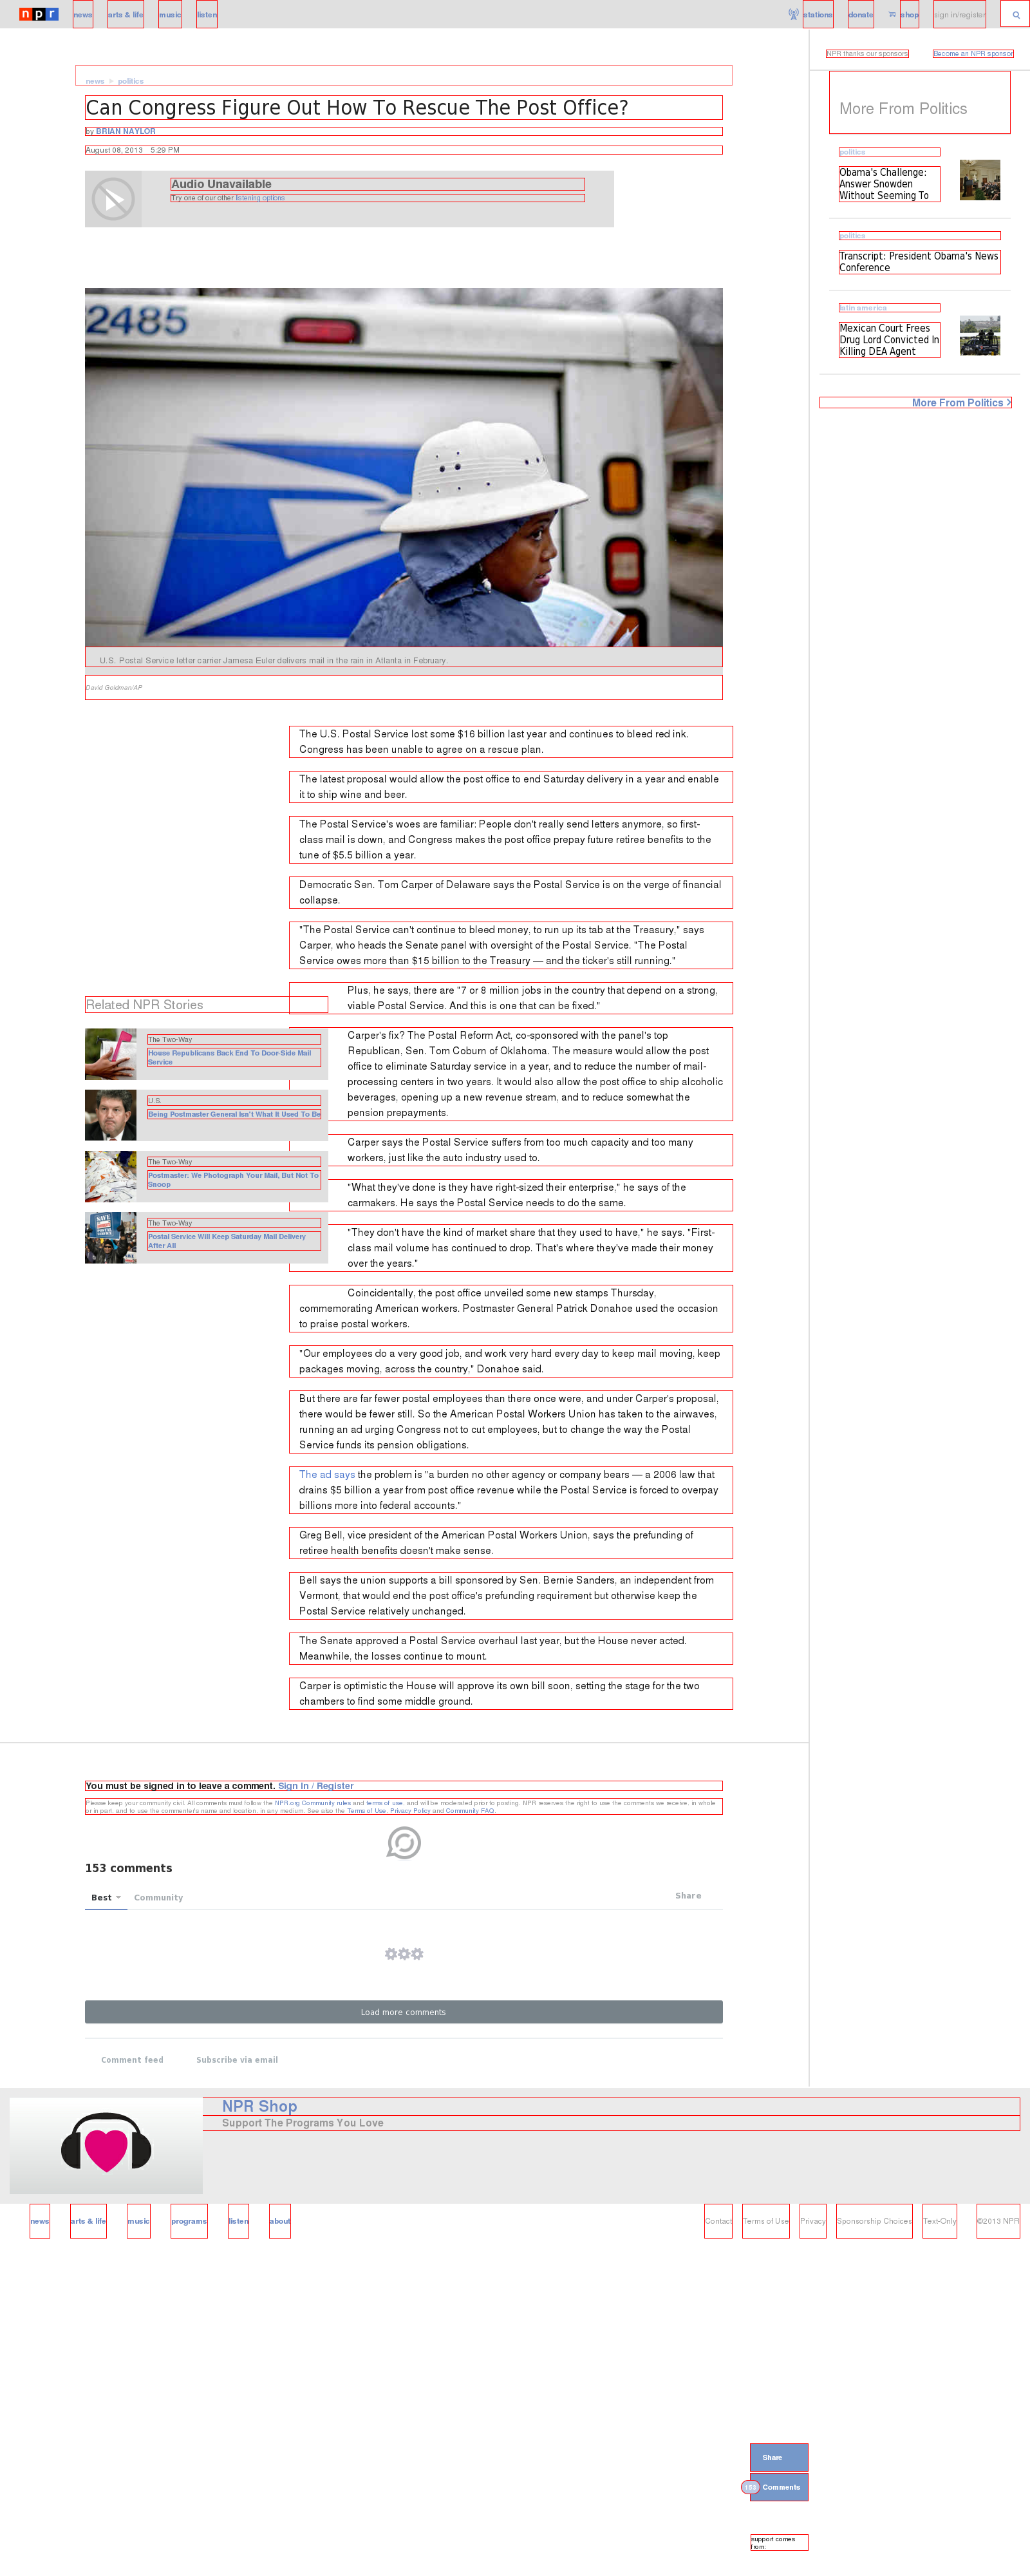 npr
news
arts & life
music
listen
stations
donate
shop
sign in/register
NPR thanks our sponsors
Become an NPR sponsor
news > politics
Can Congress Figure Out How To Rescue The Post Office?
by BRIAN NAYLOR
August 08, 2013 5:29 PM
Audio Unavailable
Try one of our other listening options
2485
U.S. Postal Service letter carrier Jamesa Euler delivers mail in the rain in Atlanta in February.
David Goldman/AP
The U.S. Postal Service lost some $16 billion last year and continues to bleed red ink.
Congress has been unable to agree on a rescue plan.
The latest proposal would allow the post office to end Saturday delivery in a year and enable
it to ship wine and beer.
The Postal Service's woes are familiar: People don't really send letters anymore, so first-
class mail is down, and Congress makes the post office prepay future retiree benefits to the
tune of $5.5 billion a year.
Democratic Sen. Tom Carper of Delaware says the Postal Service is on the verge of financial
collapse.
"The Postal Service can't continue to bleed money, to run up its tab at the Treasury," says
Carper, who heads the Senate panel with oversight of the Postal Service. "The Postal
Service owes more than $15 billion to the Treasury — and the ticker's still running."
Plus, he says, there are "7 or 8 million jobs in the country that depend on a strong,
viable Postal Service. And this is one that can be fixed."
Carper's fix? The Postal Reform Act, co-sponsored with the panel's top
Republican, Sen. Tom Coburn of Oklahoma. The measure would allow the post
office to eliminate Saturday service in a year, and to reduce the number of mail-
processing centers in two years. It would also allow the post office to ship alcoholic
beverages, opening up a new revenue stream, and to reduce somewhat the
pension prepayments.
Carper says the Postal Service suffers from too much capacity and too many
workers, just like the auto industry used to.
"What they've done is they have right-sized their enterprise," he says of the
carmakers. He says the Postal Service needs to do the same.
"They don't have the kind of market share that they used to have," he says. "First-
class mail volume has continued to drop. That's where they've made their money
over the years."
Coincidentally, the post office unveiled some new stamps Thursday,
commemorating American workers. Postmaster General Patrick Donahoe used the occasion
to praise postal workers.
"Our employees do a very good job, and work very hard every day to keep mail moving, keep
packages moving, across the country," Donahoe said.
But there are far fewer postal employees than there once were, and under Carper's proposal,
there would be fewer still. So the American Postal Workers Union has taken to the airwaves,
running an ad urging Congress not to cut employees, but to change the way the Postal
Service funds its pension obligations.
The ad says the problem is "a burden no other agency or company bears — a 2006 law that
drains $5 billion a year from post office revenue while the Postal Service is forced to overpay
billions more into federal accounts."
Greg Bell, vice president of the American Postal Workers Union, says the prefunding of
retiree health benefits doesn't make sense.
Bell says the union supports a bill sponsored by Sen. Bernie Sanders, an independent from
Vermont, that would end the post office's prefunding requirement but otherwise keep the
Postal Service relatively unchanged.
The Senate approved a Postal Service overhaul last year, but the House never acted.
Meanwhile, the losses continue to mount.
Carper is optimistic the House will approve its own bill soon, setting the stage for the two
chambers to find some middle ground.
Related NPR Stories
The Two-Way
House Republicans Back End To Door-Side Mail
Service
U.S.
Being Postmaster General Isn't What It Used To Be
The Two-Way
Postmaster: We Photograph Your Mail, But Not To
Snoop
The Two-Way
Postal Service Will Keep Saturday Mail Delivery
After All
More From Politics
politics
Obama's Challenge:
Answer Snowden
Without Seeming To
politics
Transcript: President Obama's News
Conference
latin america
Mexican Court Frees
Drug Lord Convicted In
Killing DEA Agent
More From Politics
You must be signed in to leave a comment. Sign In / Register
Please keep your community civil. All comments must follow the NPR.org Community rules and terms of use, and will be moderated prior to posting. NPR reserves the right to use the comments we receive, in whole
or in part, and to use the commenter's name and location, in any medium. See also the Terms of Use, Privacy Policy and Community FAQ.
153 comments
Best
Community
Share
Load more comments
Comment feed
Subscribe via email
NPR Shop
Support The Programs You Love
news
arts & life
music
programs
listen
about
Contact
Terms of Use
Privacy
Sponsorship Choices
Text-Only
©2013 NPR
Share
153
Comments
support comes
from: